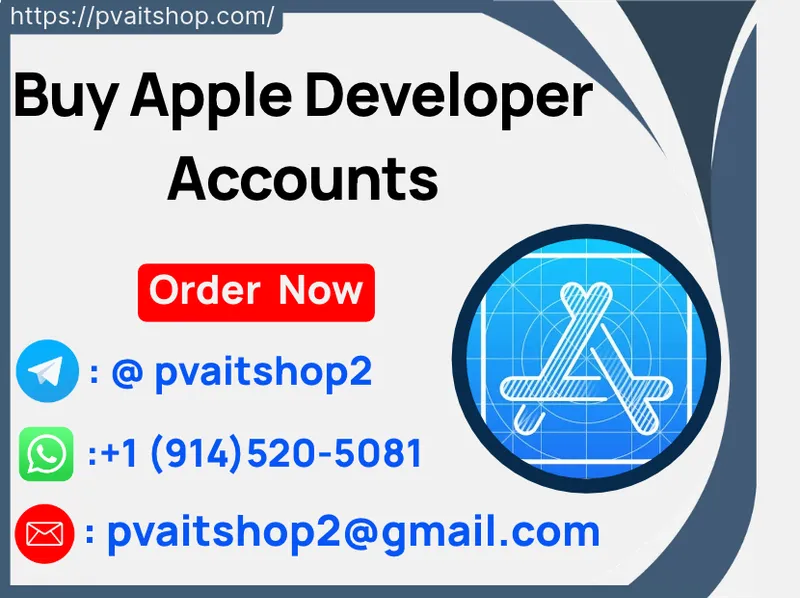 https://pvaitshop.com/
Buy Apple Developer
Accounts
Order Now
: @ pvaitshop2
:+1 (914)520-5081
: pvaitshop2@gmail.com